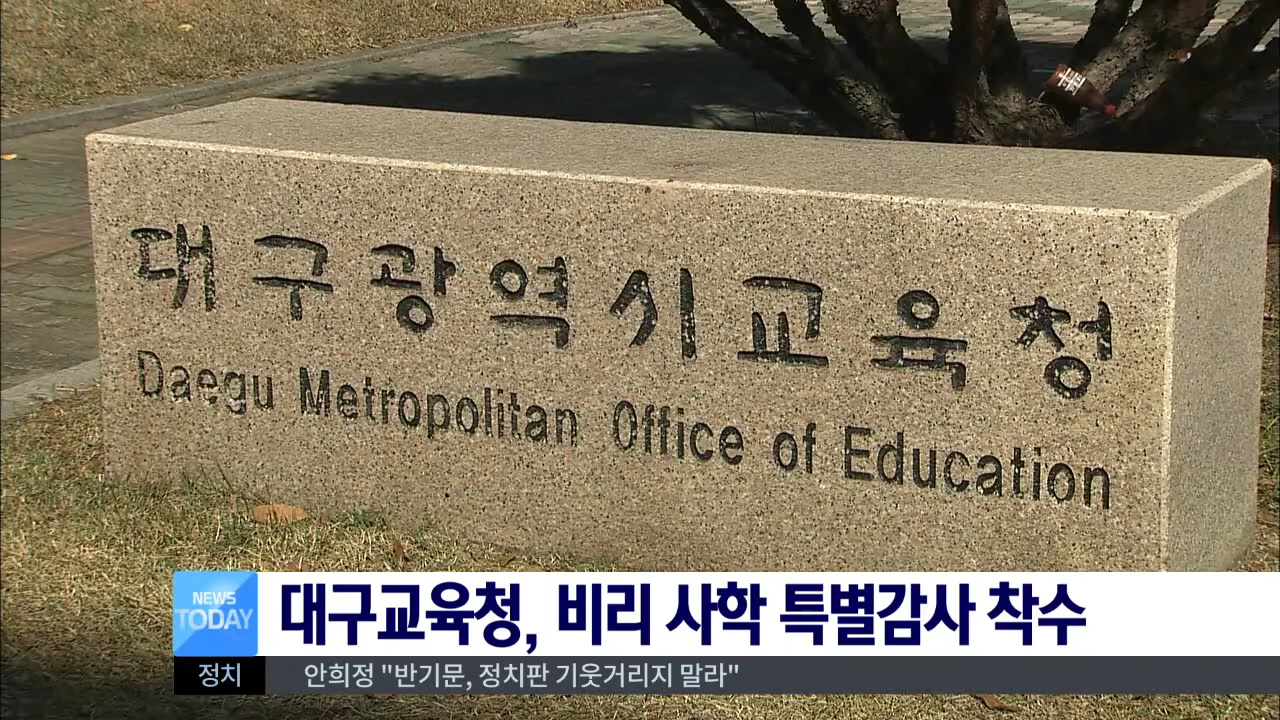 대구광역시교육청
Daegu Metropolitan Office of Education
NEWS
TODAY
대구교육청, 비리 사학 특별감사 착수
정치
안희정 "반기문, 정치판 기웃거리지 말라"